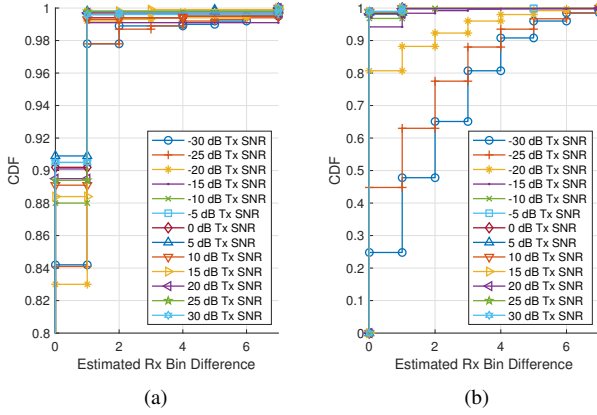 1
0.98
0.96
0.94
0.92
0.9
0.88
0.86
0.84
0.82
0.8
CDF
0 2 4 6
Estimated Rx Bin Difference
-30 dB Tx SNR
-25 dB Tx SNR
-20 dB Tx SNR
-15 dB Tx SNR
-10 dB Tx SNR
-5 dB Tx SNR
0 dB Tx SNR
5 dB Tx SNR
10 dB Tx SNR
15 dB Tx SNR
20 dB Tx SNR
25 dB Tx SNR
30 dB Tx SNR
(a)
1
0.9
0.8
0.7
0.6
0.5
0.4
0.3
0.2
0.1
0
CDF
0 2 4 6
Estimated Rx Bin Difference
-30 dB Tx SNR
-25 dB Tx SNR
-20 dB Tx SNR
-15 dB Tx SNR
-10 dB Tx SNR
-5 dB Tx SNR
0 dB Tx SNR
5 dB Tx SNR
10 dB Tx SNR
15 dB Tx SNR
20 dB Tx SNR
25 dB Tx SNR
30 dB Tx SNR
(b)